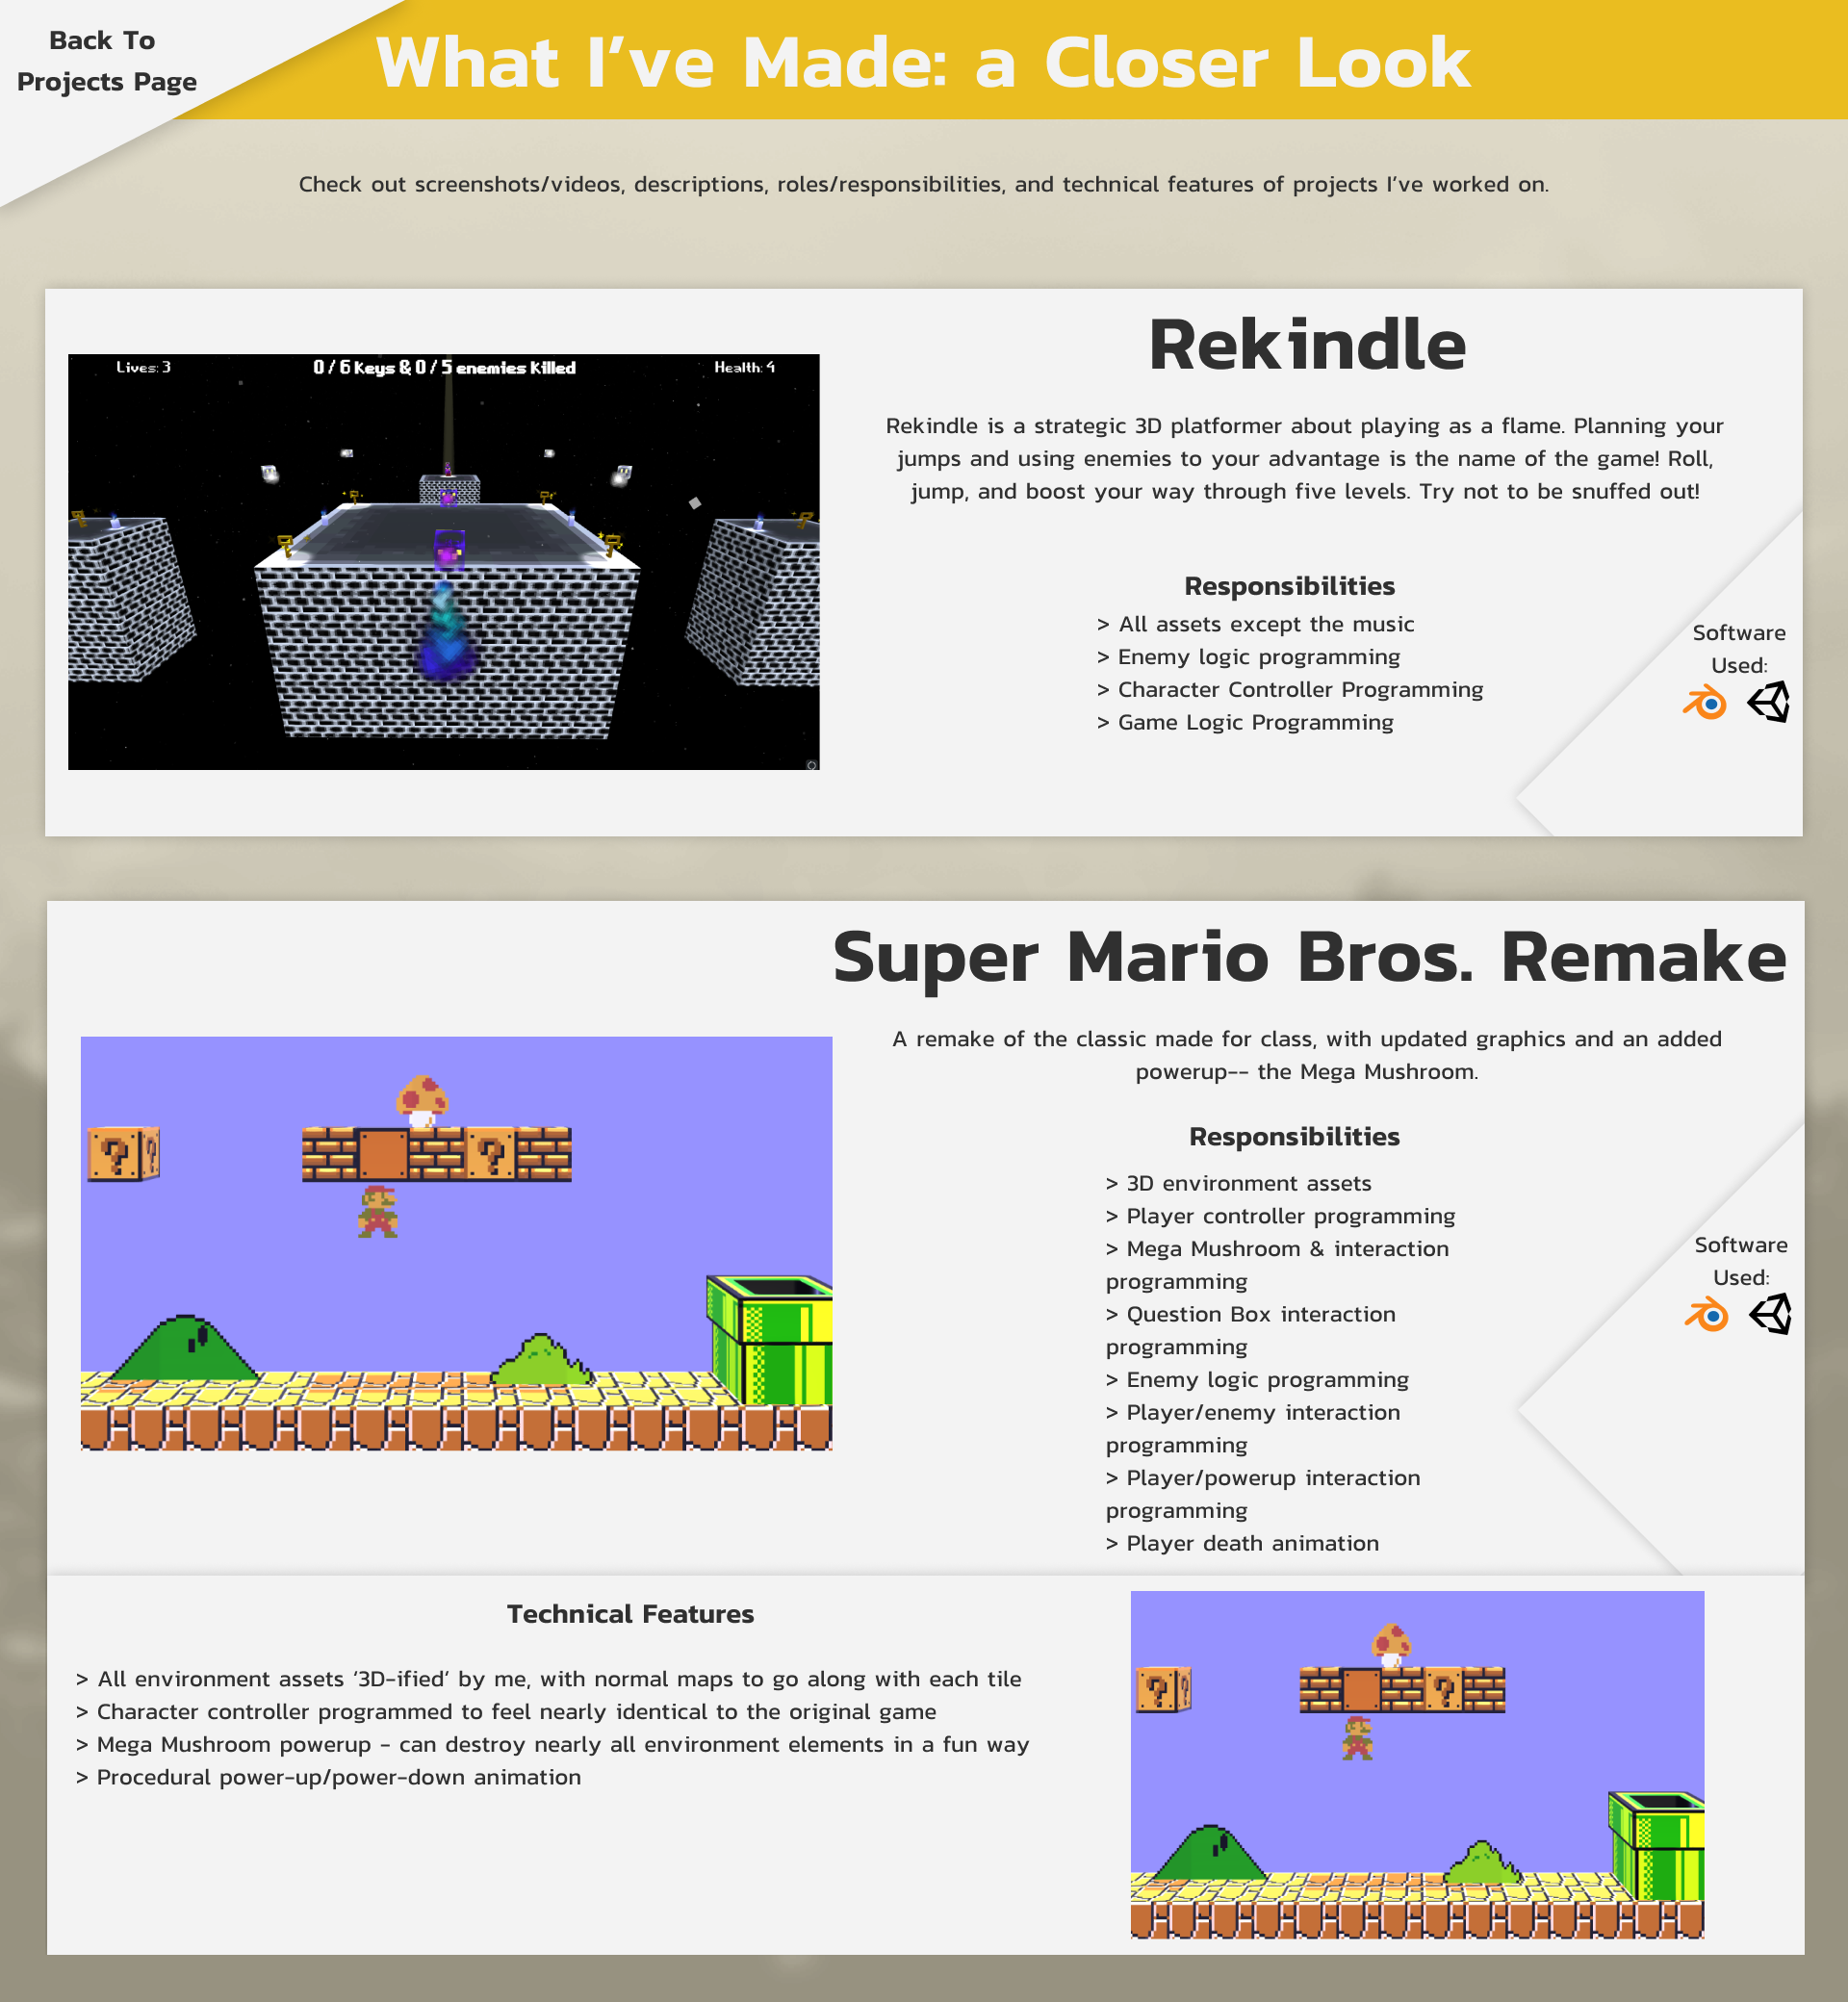 Back To
Projects Page
What I’ve Made: a Closer Look
Check out screenshots/videos, descriptions, roles/responsibilities, and technical features of projects I’ve worked on.
Lives: 3
0 / 6 keys & 0 / 5 enemies killed
Health: 4
Rekindle
Rekindle is a strategic 3D platformer about playing as a flame. Planning your
jumps and using enemies to your advantage is the name of the game! Roll,
jump, and boost your way through five levels. Try not to be snuffed out!
Responsibilities
> All assets except the music
> Enemy logic programming
> Character Controller Programming
> Game Logic Programming
Software
Used:
Super Mario Bros. Remake
A remake of the classic made for class, with updated graphics and an added
powerup-- the Mega Mushroom.
Responsibilities
> 3D environment assets
> Player controller programming
> Mega Mushroom & interaction
programming
> Question Box interaction
programming
> Enemy logic programming
> Player/enemy interaction
programming
> Player/powerup interaction
programming
> Player death animation
Software
Used:
? ? ?
Technical Features
> All environment assets ‘3D-ified’ by me, with normal maps to go along with each tile
> Character controller programmed to feel nearly identical to the original game
> Mega Mushroom powerup - can destroy nearly all environment elements in a fun way
> Procedural power-up/power-down animation
? ? ?